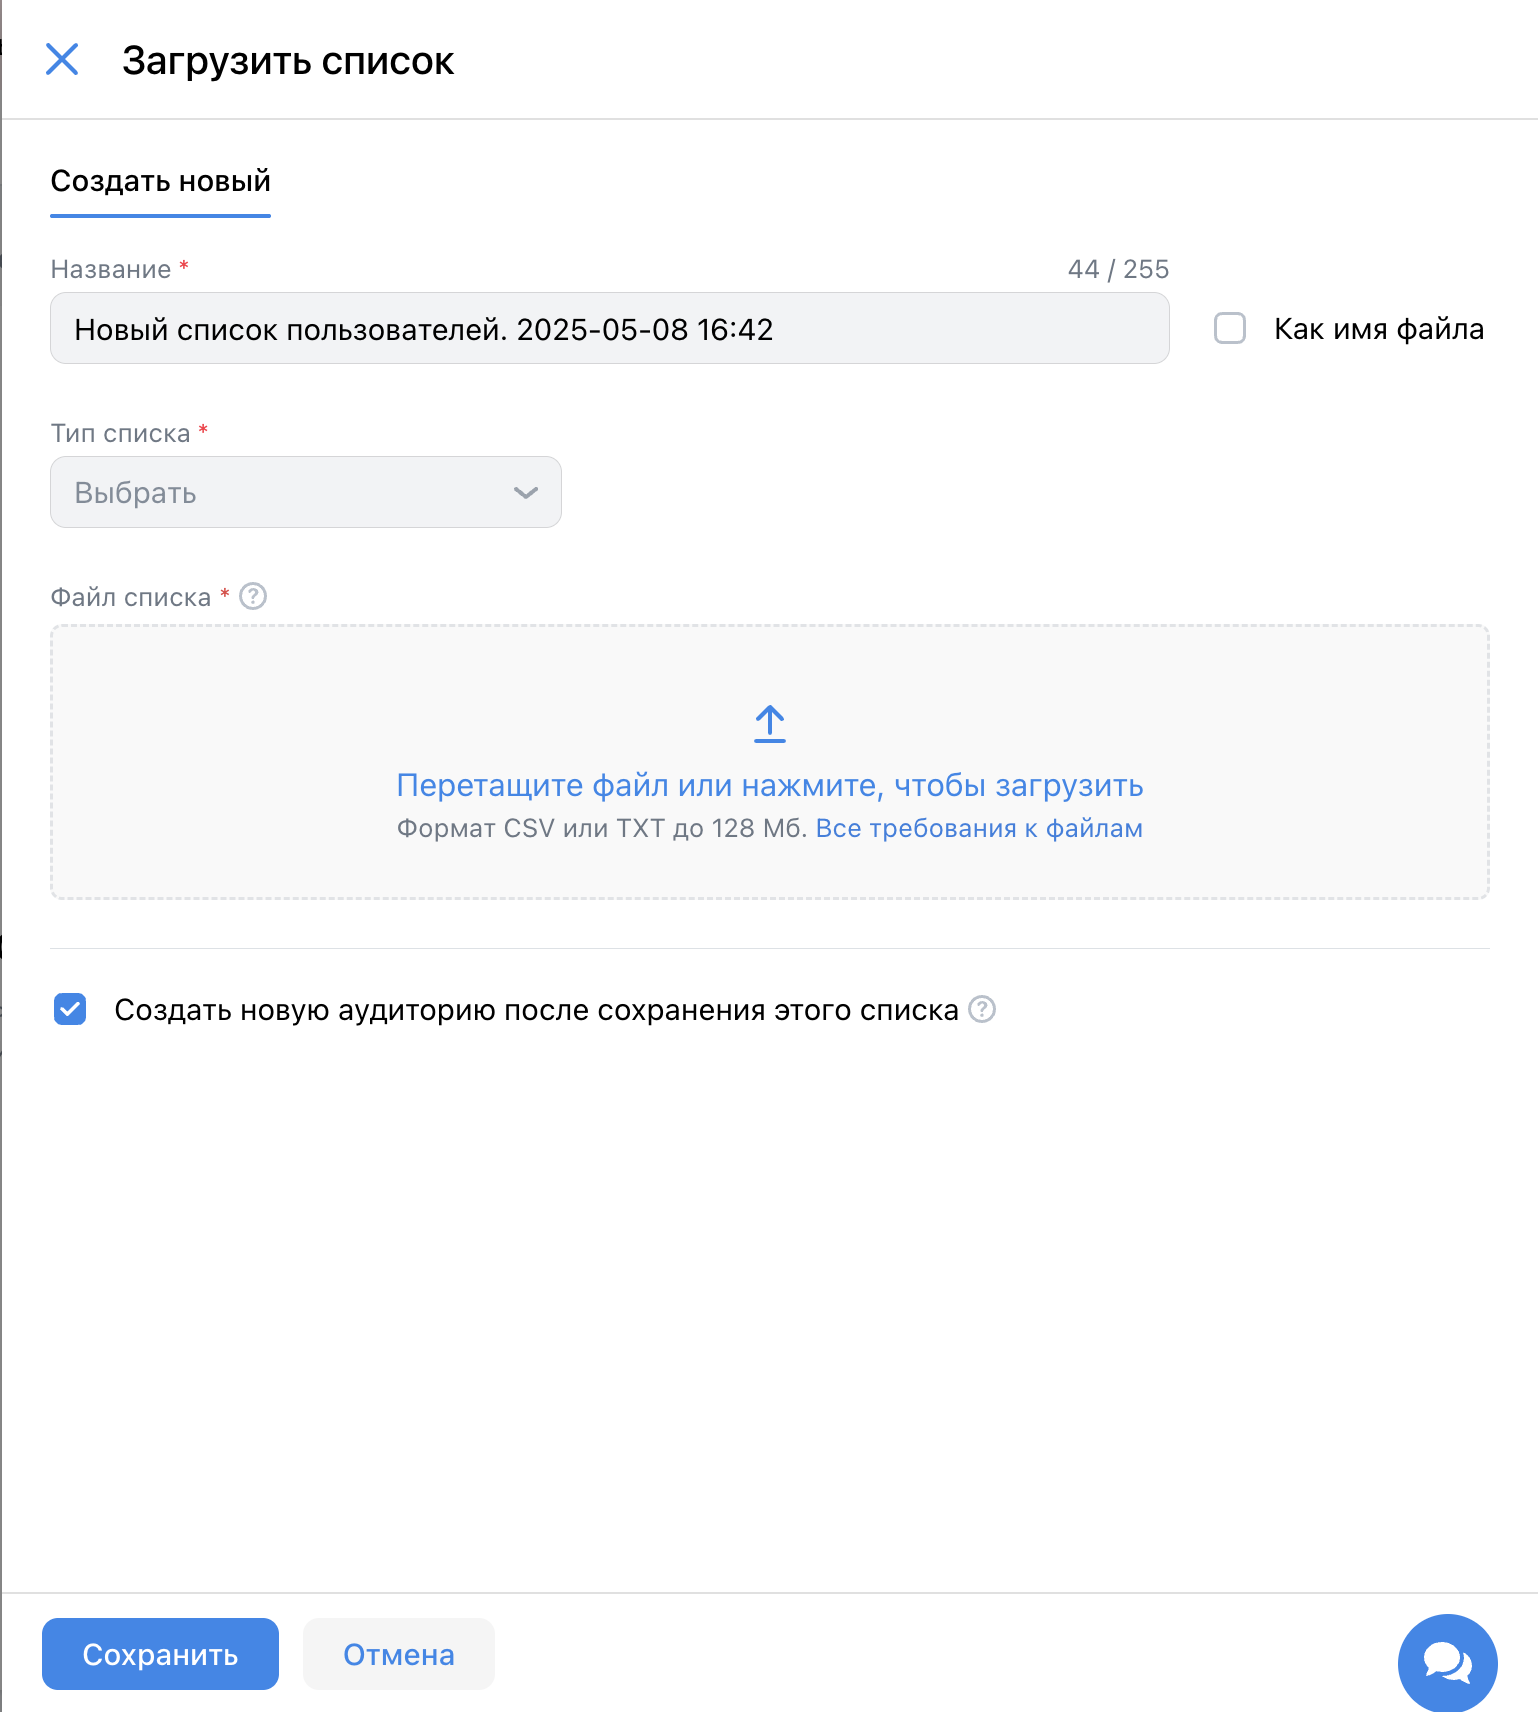 Загрузить список
Создать новый
Название *
44 / 255
Новый список пользователей. 2025-05-08 16:42
Как имя файла
Тип списка *
Выбрать
Файл списка * ?
Перетащите файл или нажмите, чтобы загрузить
Формат CSV или TXT до 128 Мб. Все требования к файлам
Создать новую аудиторию после сохранения этого списка ?
Сохранить
Отмена